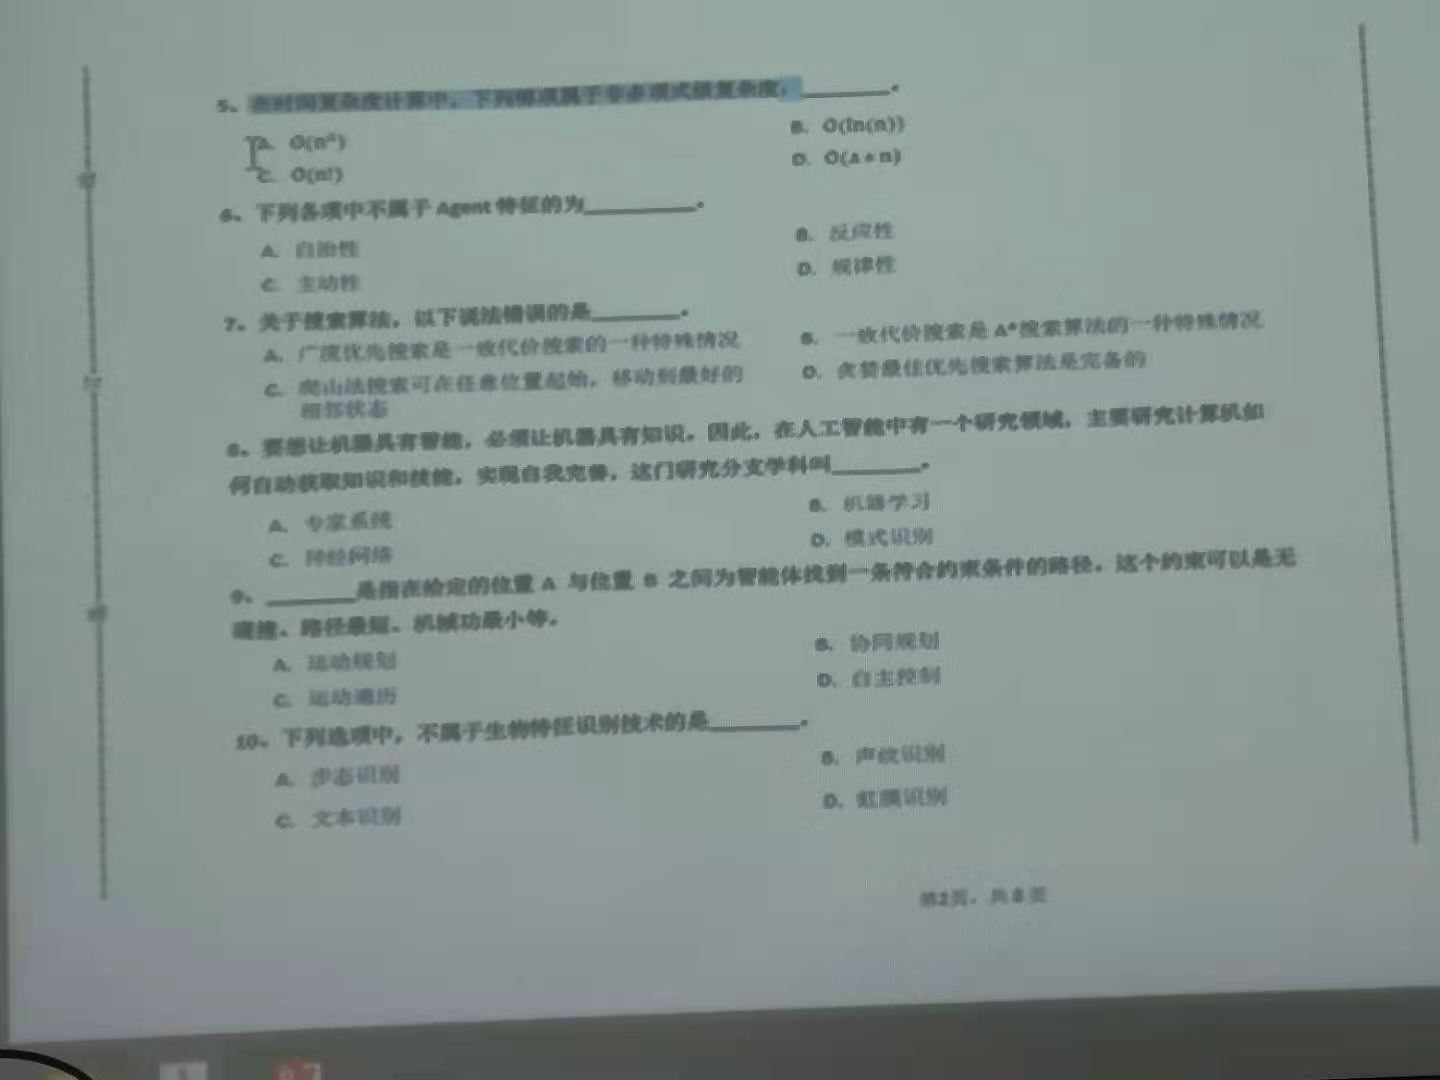 5、在时间复杂度计算中，下列哪项属于非多项式级复杂度，________。
A. O(nᵃ)
B. O(ln(n))
C. O(n!)
D. O(a*n)
6、下列各项中不属于 Agent 特征的为________。
A. 自治性
B. 反应性
C. 主动性
D. 规律性
7、关于搜索算法，以下说法错误的是________。
A. 广度优先搜索是一致代价搜索的一种特殊情况
B. 一致代价搜索是 A*搜索算法的一种特殊情况
C. 爬山法搜索可在任意位置起始，移动到最好的
相邻状态
D. 贪婪最佳优先搜索算法是完备的
8、要想让机器具有智能，必须让机器具有知识。因此，在人工智能中有一个研究领域，主要研究计算机如
何自动获取知识和技能，实现自我完善，这门研究分支学科叫________。
A. 专家系统
B. 机器学习
C. 神经网络
D. 模式识别
9、________是指在给定的位置 A 与位置 B 之间为智能体找到一条符合约束条件的路径。这个约束可以是无
碰撞、路径最短、机械功最小等。
A. 运动规划
B. 协同规划
C. 运动遍历
D. 自主控制
10、下列选项中，不属于生物特征识别技术的是________。
A. 步态识别
B. 声纹识别
C. 文本识别
D. 虹膜识别
第2页，共8页